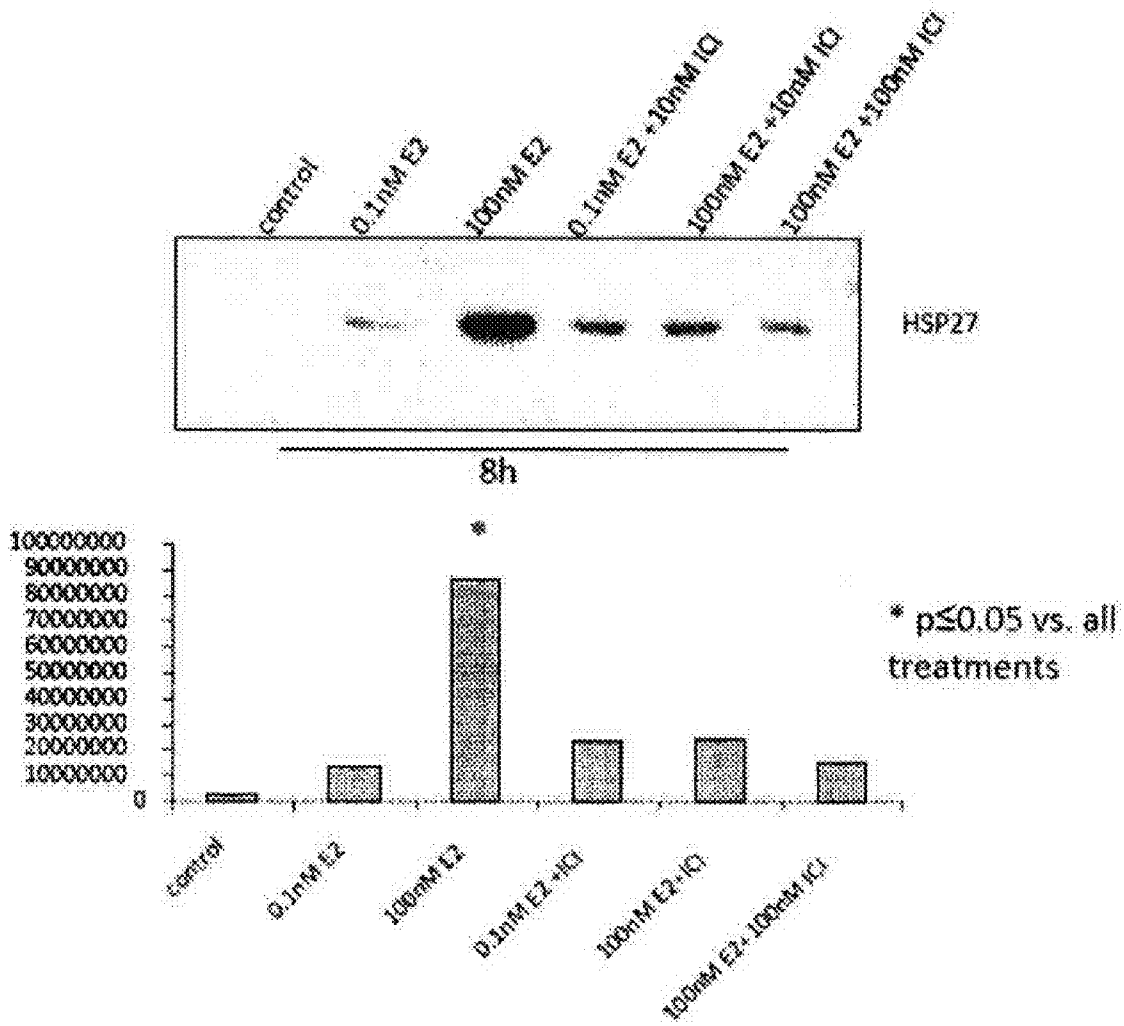 control
0.1nM E2
100nM E2
0.1nM E2 +10nM ICI
100nM E2 +10nM ICI
100nM E2 +100nM ICI
HSP27
8h
*
100000000
90000000
80000000
70000000
60000000
50000000
40000000
30000000
20000000
10000000
0
* p≤0.05 vs. all
treatments
control
0.1nM E2
100nM E2
0.1nM E2 +ICI
100nM E2+ ICI
100nM E2+ 100nM ICI